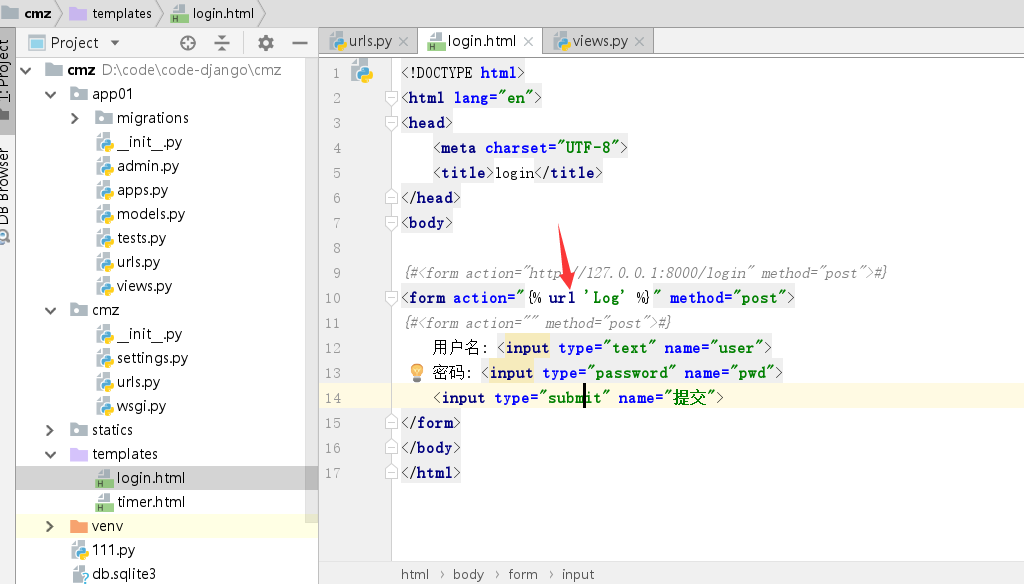 cmz templates login.html
Project
urls.py login.html views.py
1: Project
DB Browser
cmz D:\code\code-django\cmz
app01
migrations
__init__.py
admin.py
apps.py
models.py
tests.py
urls.py
views.py
cmz
__init__.py
settings.py
urls.py
wsgi.py
statics
templates
login.html
timer.html
venv
111.py
db.sqlite3
1 <!DOCTYPE html>
2 <html lang="en">
3 <head>
4 <meta charset="UTF-8">
5 <title>login</title>
6 </head>
7 <body>
8
9 {#<form action="http://127.0.0.1:8000/login" method="post">#}
10 <form action="{% url 'Log' %}" method="post">
11 {#<form action="" method="post">#}
12 用户名: <input type="text" name="user">
13 密码: <input type="password" name="pwd">
14 <input type="submit" name="提交">
15 </form>
16 </body>
17 </html>
html › body › form › input